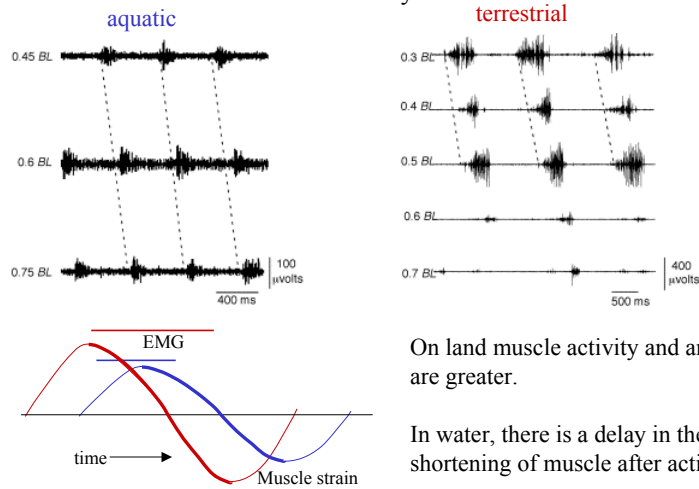 aquatic
terrestrial
0.45 BL
0.6 BL
0.75 BL
100
μvolts
400 ms
0.3 BL
0.4 BL
0.5 BL
0.6 BL
0.7 BL
400
μvolts
500 ms
EMG
time
Muscle strain
On land muscle activity and
are greater.
In water, there is a delay in the
shortening of muscle after